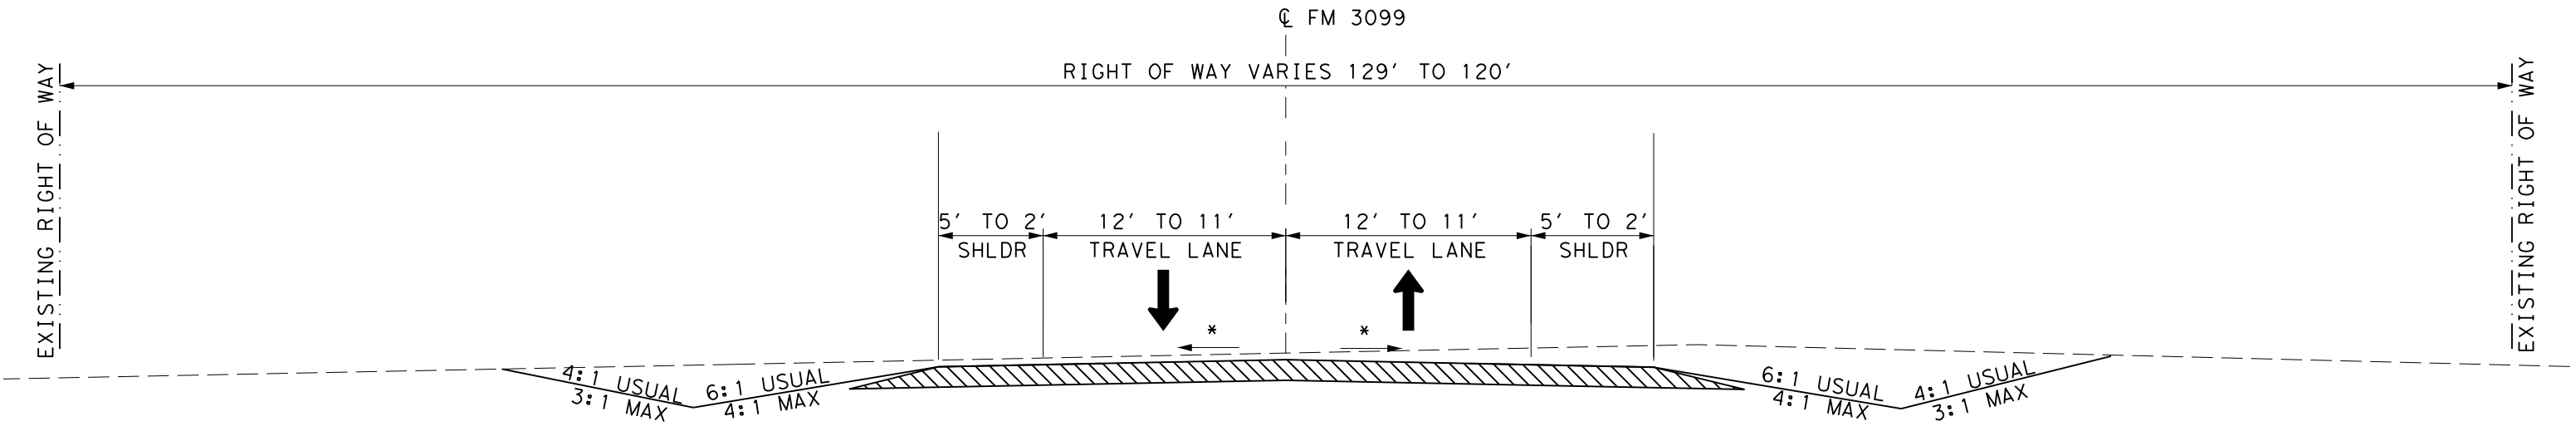 ℄ FM 3099
RIGHT OF WAY VARIES 129' TO 120'
EXISTING RIGHT OF WAY
EXISTING RIGHT OF WAY
5' TO 2'
SHLDR
12' TO 11'
TRAVEL LANE
12' TO 11'
TRAVEL LANE
5' TO 2'
SHLDR
*
*
4:1 USUAL
3:1 MAX
6:1 USUAL
4:1 MAX
6:1 USUAL
4:1 MAX
4:1 USUAL
3:1 MAX